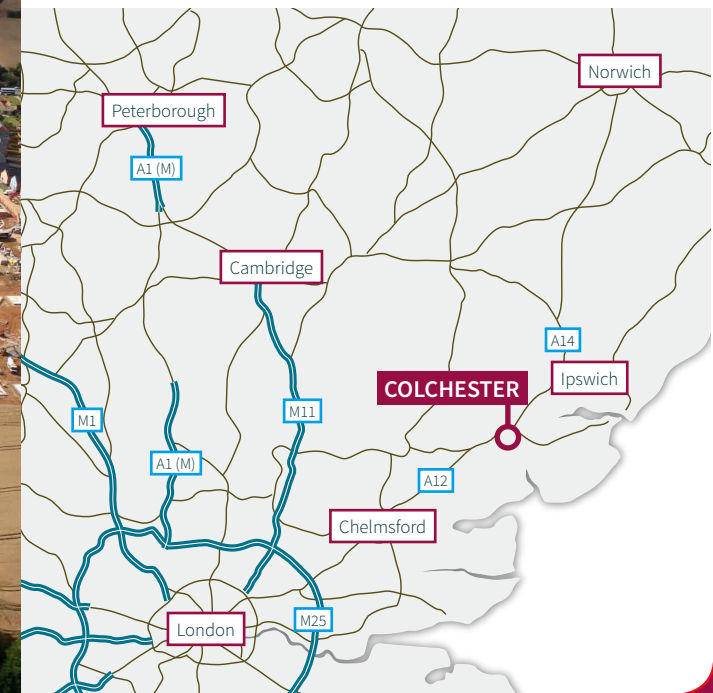 Norwich
Peterborough
A1 (M)
Cambridge
A14
Ipswich
COLCHESTER
M11
M1
A1 (M)
A12
Chelmsford
M25
London